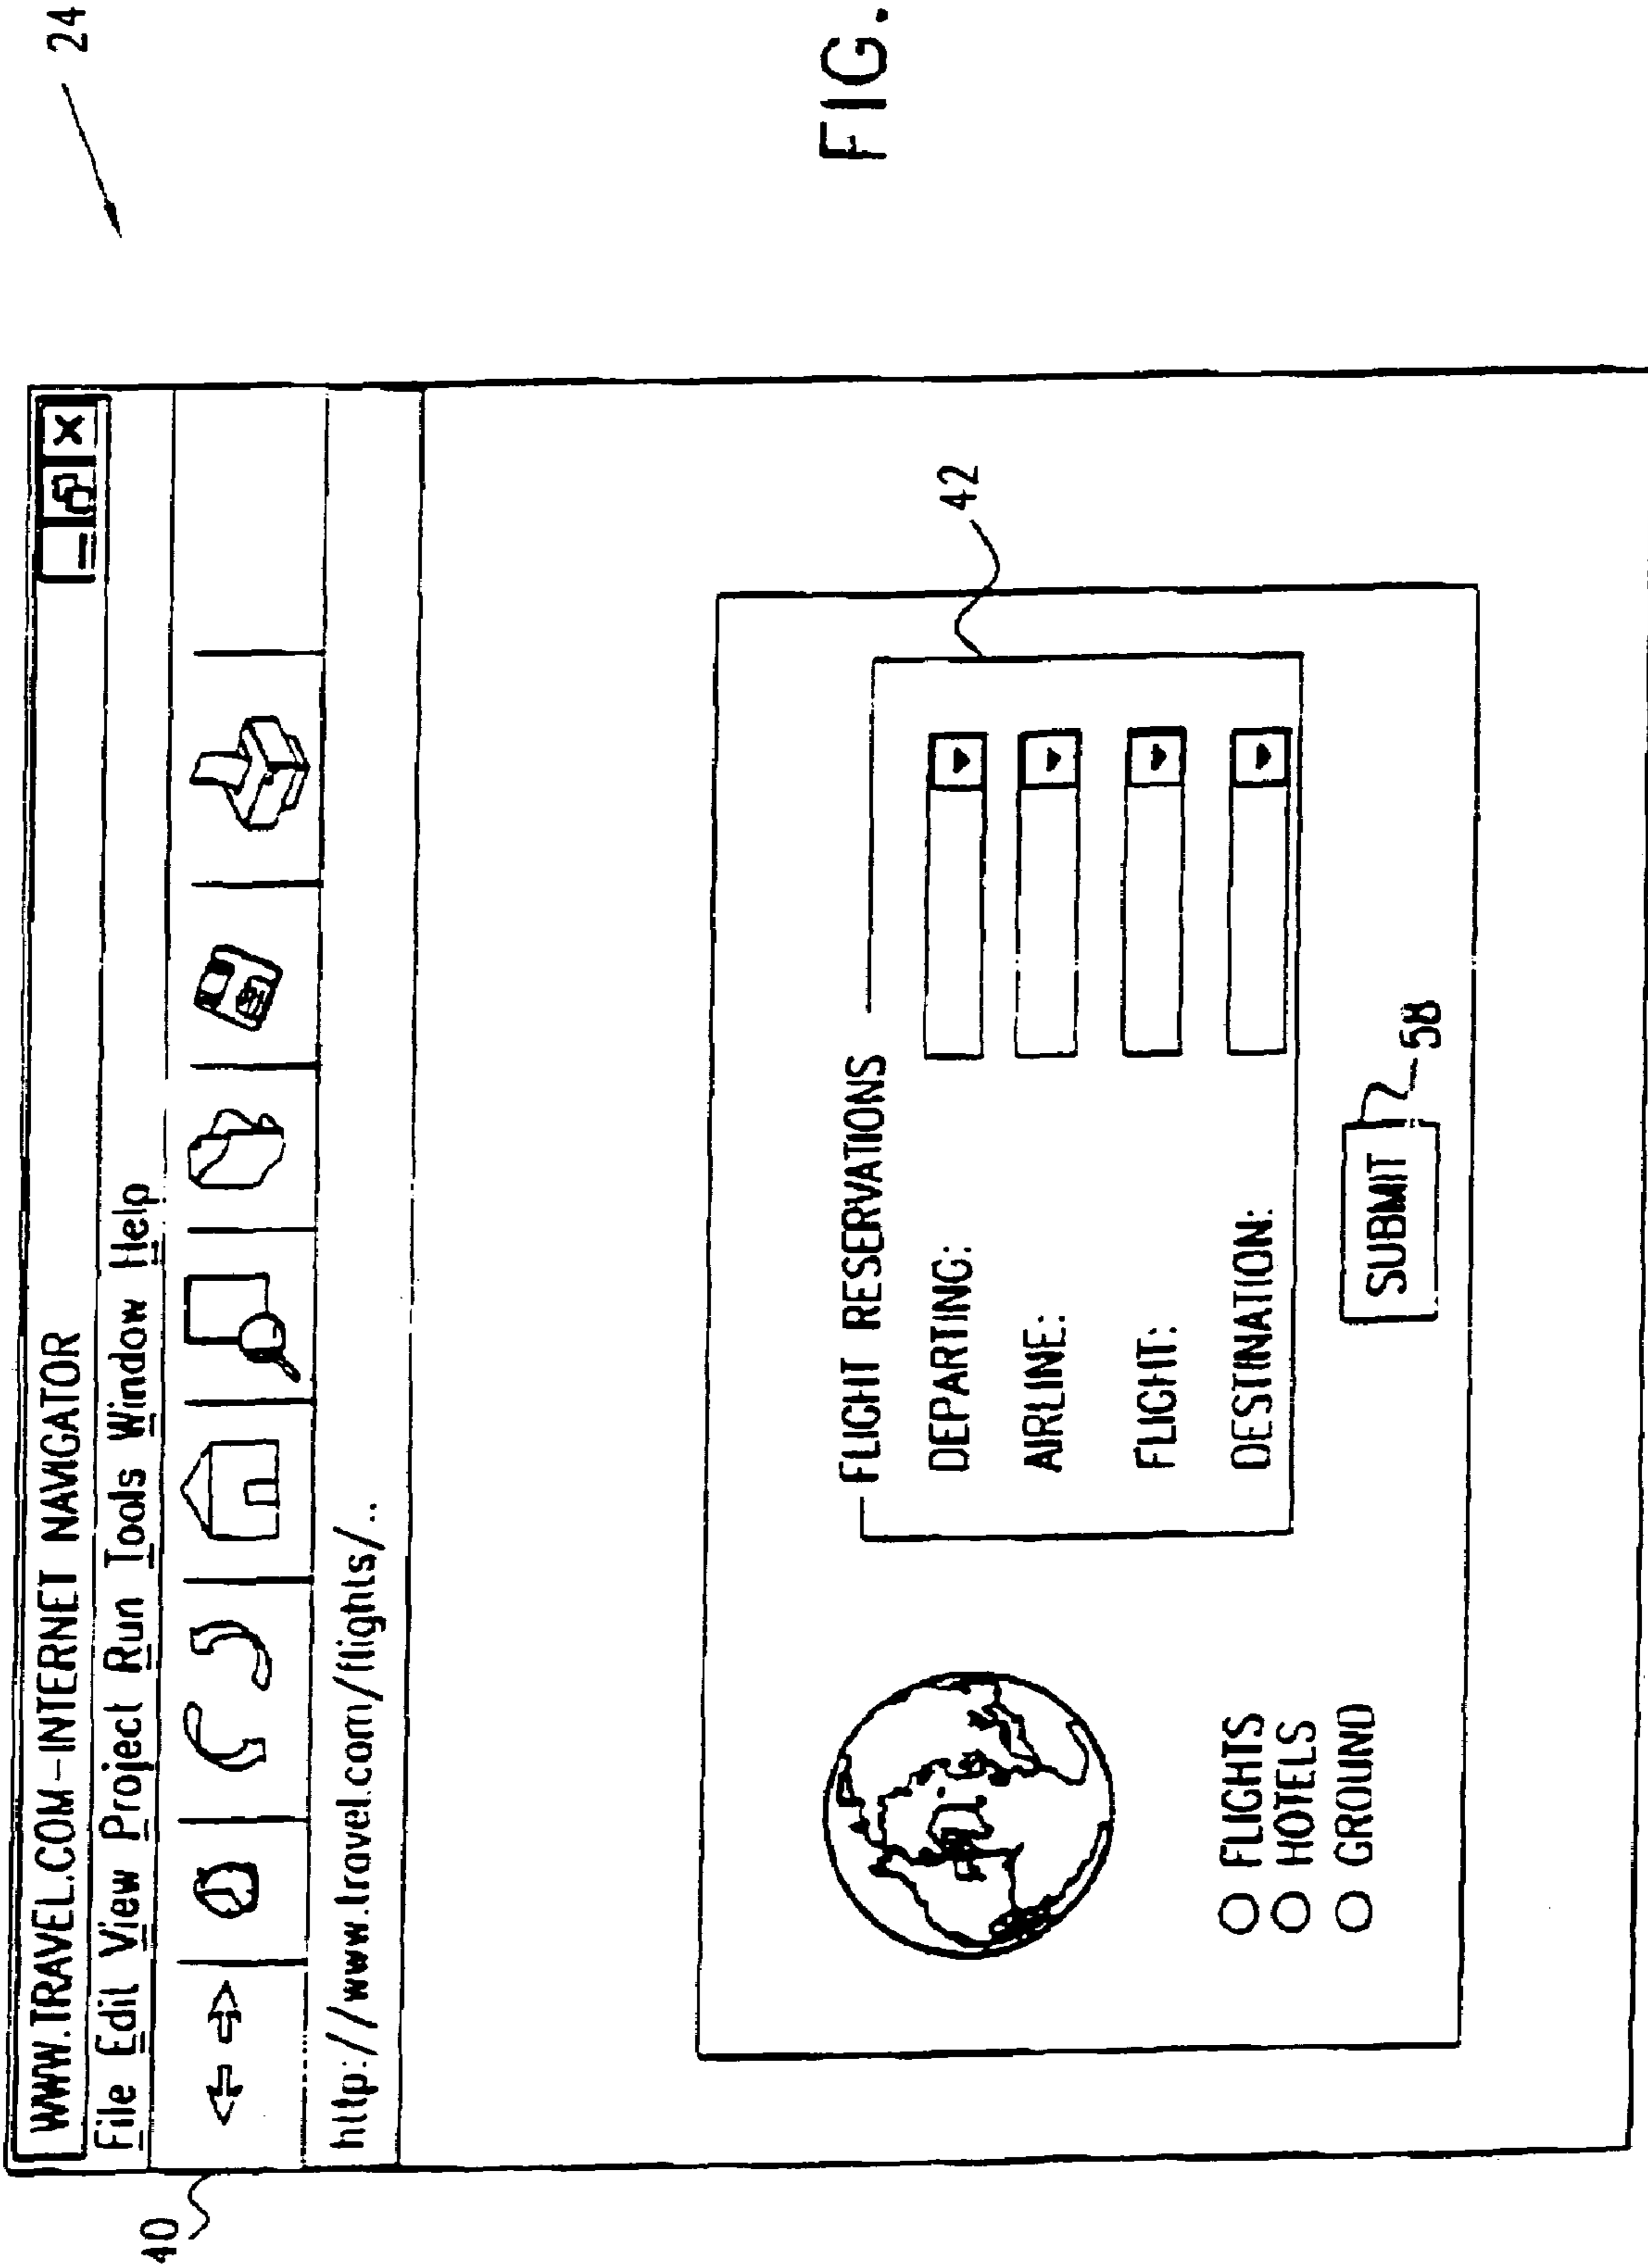 24
WWW.TRAVEL.COM-INTERNET NAVIGATOR
File Edit View Project Run Tools Window Help
40
http://www.travel.com/flights/..
FLIGHT RESERVATIONS
42
DEPARTING:
AIRLINE:
FLIGHT:
DESTINATION:
FLIGHTS
HOTELS
GROUND
SUBMIT
58
FIG.